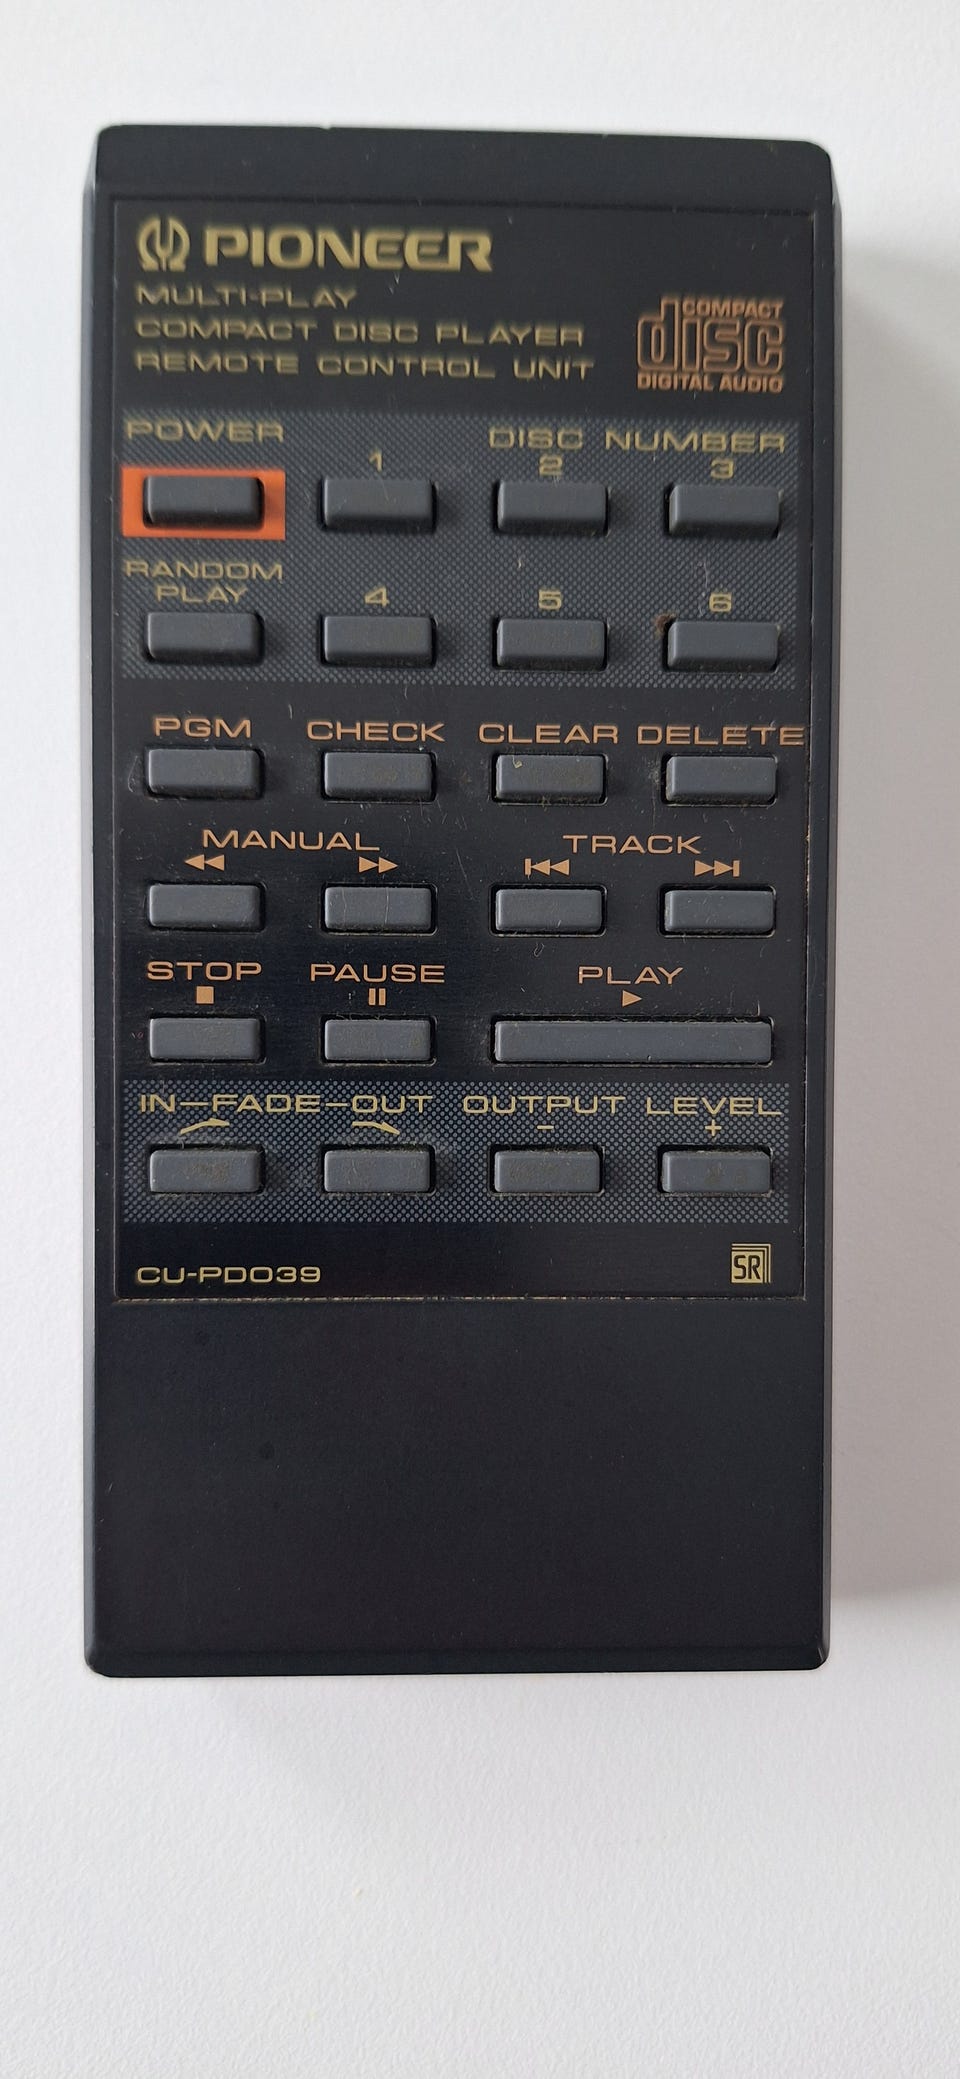 PIONEER
MULTI-PLAY
COMPACT DISC PLAYER
REMOTE CONTROL UNIT
COMPACT
disc
DIGITAL AUDIO
POWER DISC NUMBER
1 2 3
RANDOM
PLAY 4 5 6
PGM CHECK CLEAR DELETE
MANUAL TRACK
STOP PAUSE PLAY
IN-FADE-OUT OUTPUT LEVEL
- +
CU-PD039
SR